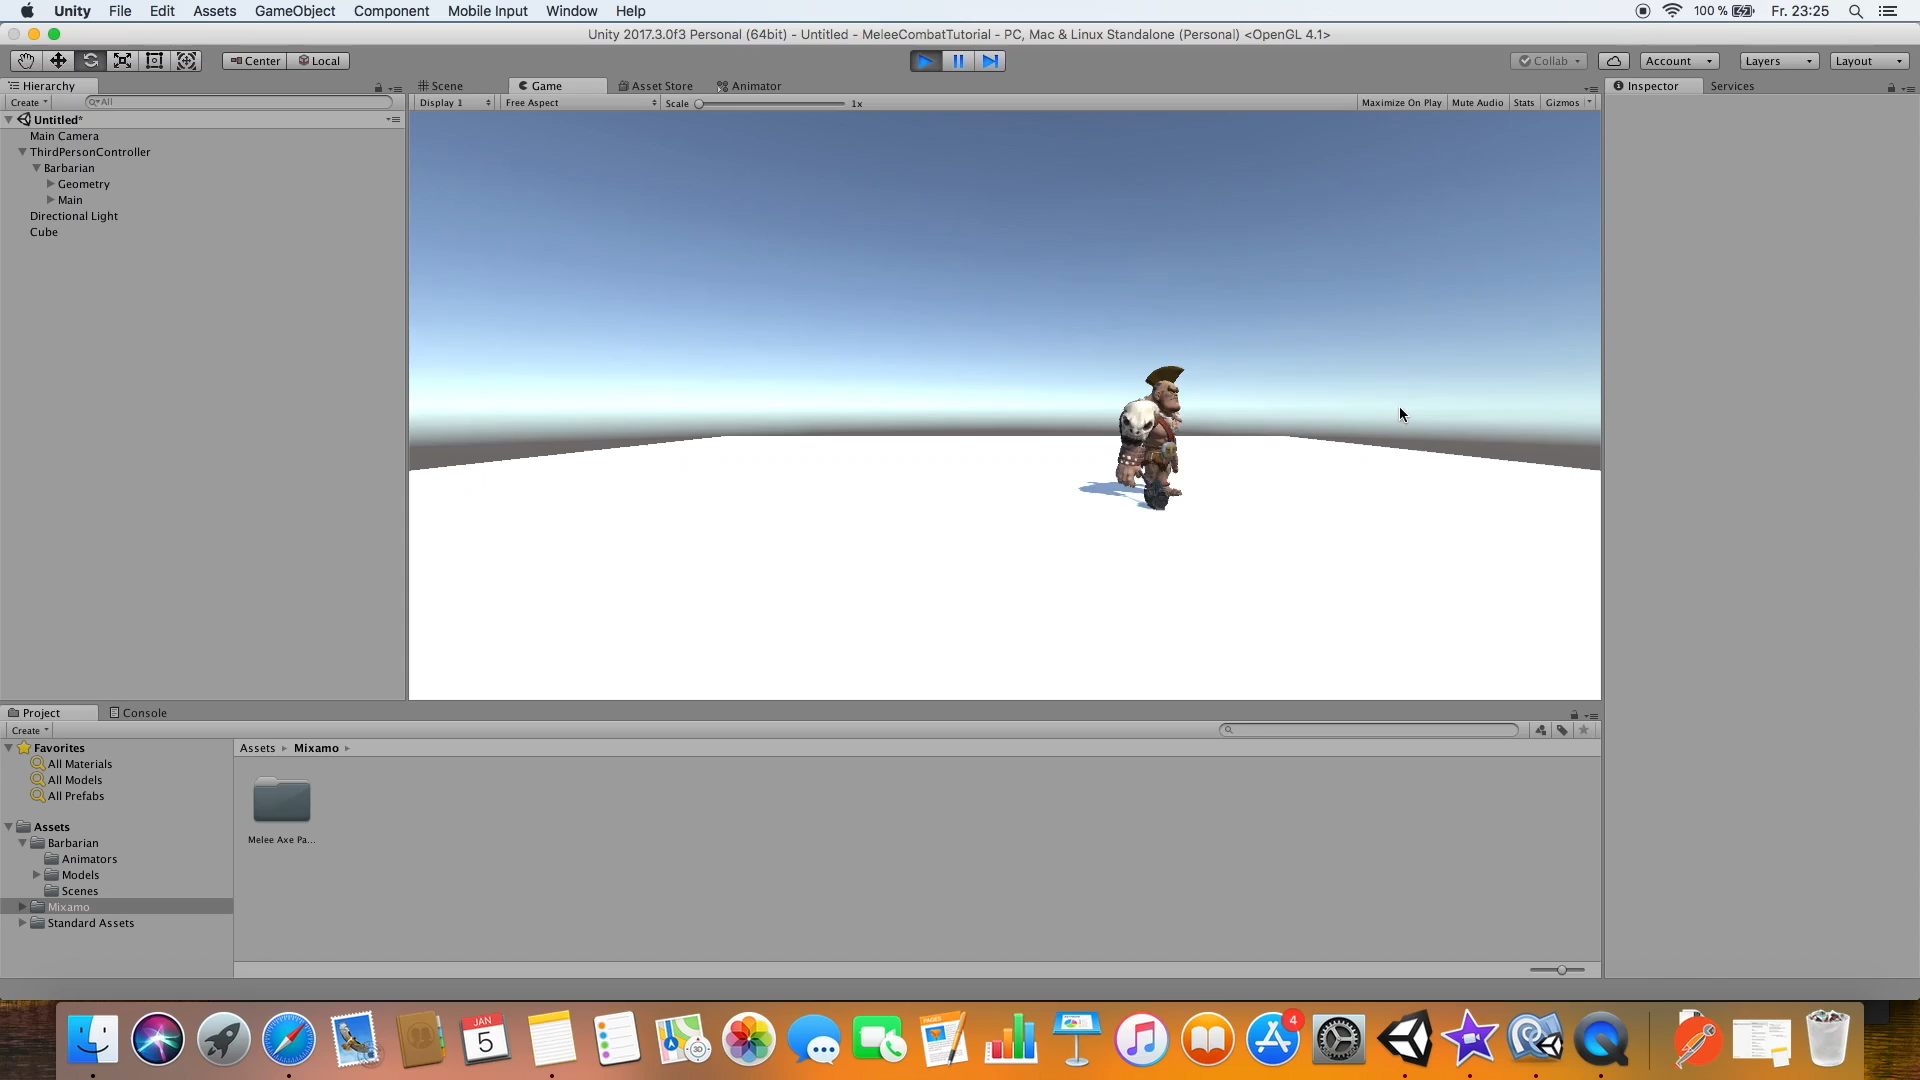 Unity File Edit Assets GameObject Component Mobile Input Window Help 100 % Fr. 23:25
Unity 2017.3.0f3 Personal (64bit) - Untitled - MeleeCombatTutorial - PC, Mac & Linux Standalone (Personal) <OpenGL 4.1>
Center Local Collab Account Layers Layout
Hierarchy Scene Game Asset Store Animator Inspector Services
Create All Display 1 Free Aspect Scale 1x Maximize On Play Mute Audio Stats Gizmos
Untitled*
Main Camera
ThirdPersonController
Barbarian
Geometry
Main
Directional Light
Cube
Project Console
Create
Favorites Assets Mixamo
All Materials
All Models
All Prefabs
Melee Axe Pa...
Assets
Barbarian
Animators
Models
Scenes
Mixamo
Standard Assets
JAN
5
3D
PAGES
4